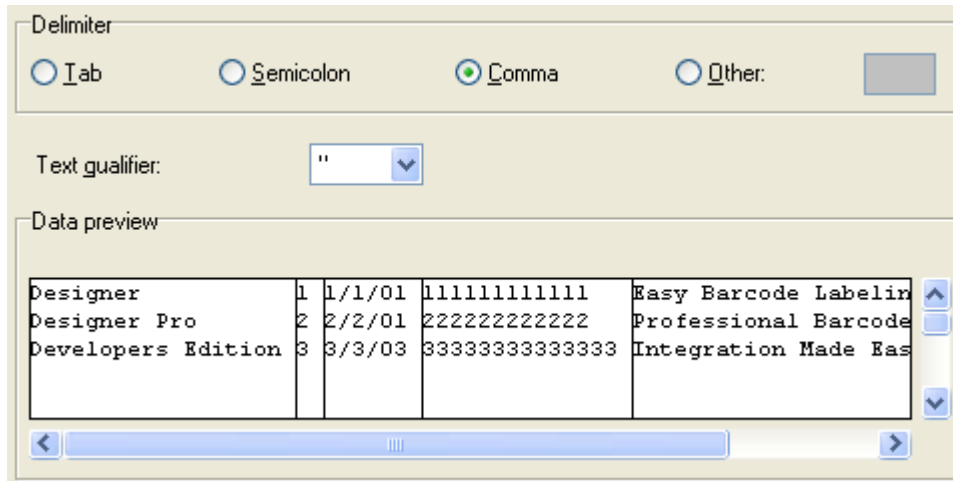 Delimiter
Tab Semicolon Comma Other:
Text qualifier: "
Data preview
Designer 1 1/1/01 111111111111 Easy Barcode Labelin
Designer Pro 2 2/2/01 222222222222 Professional Barcode
Developers Edition 3 3/3/03 33333333333333 Integration Made Eas